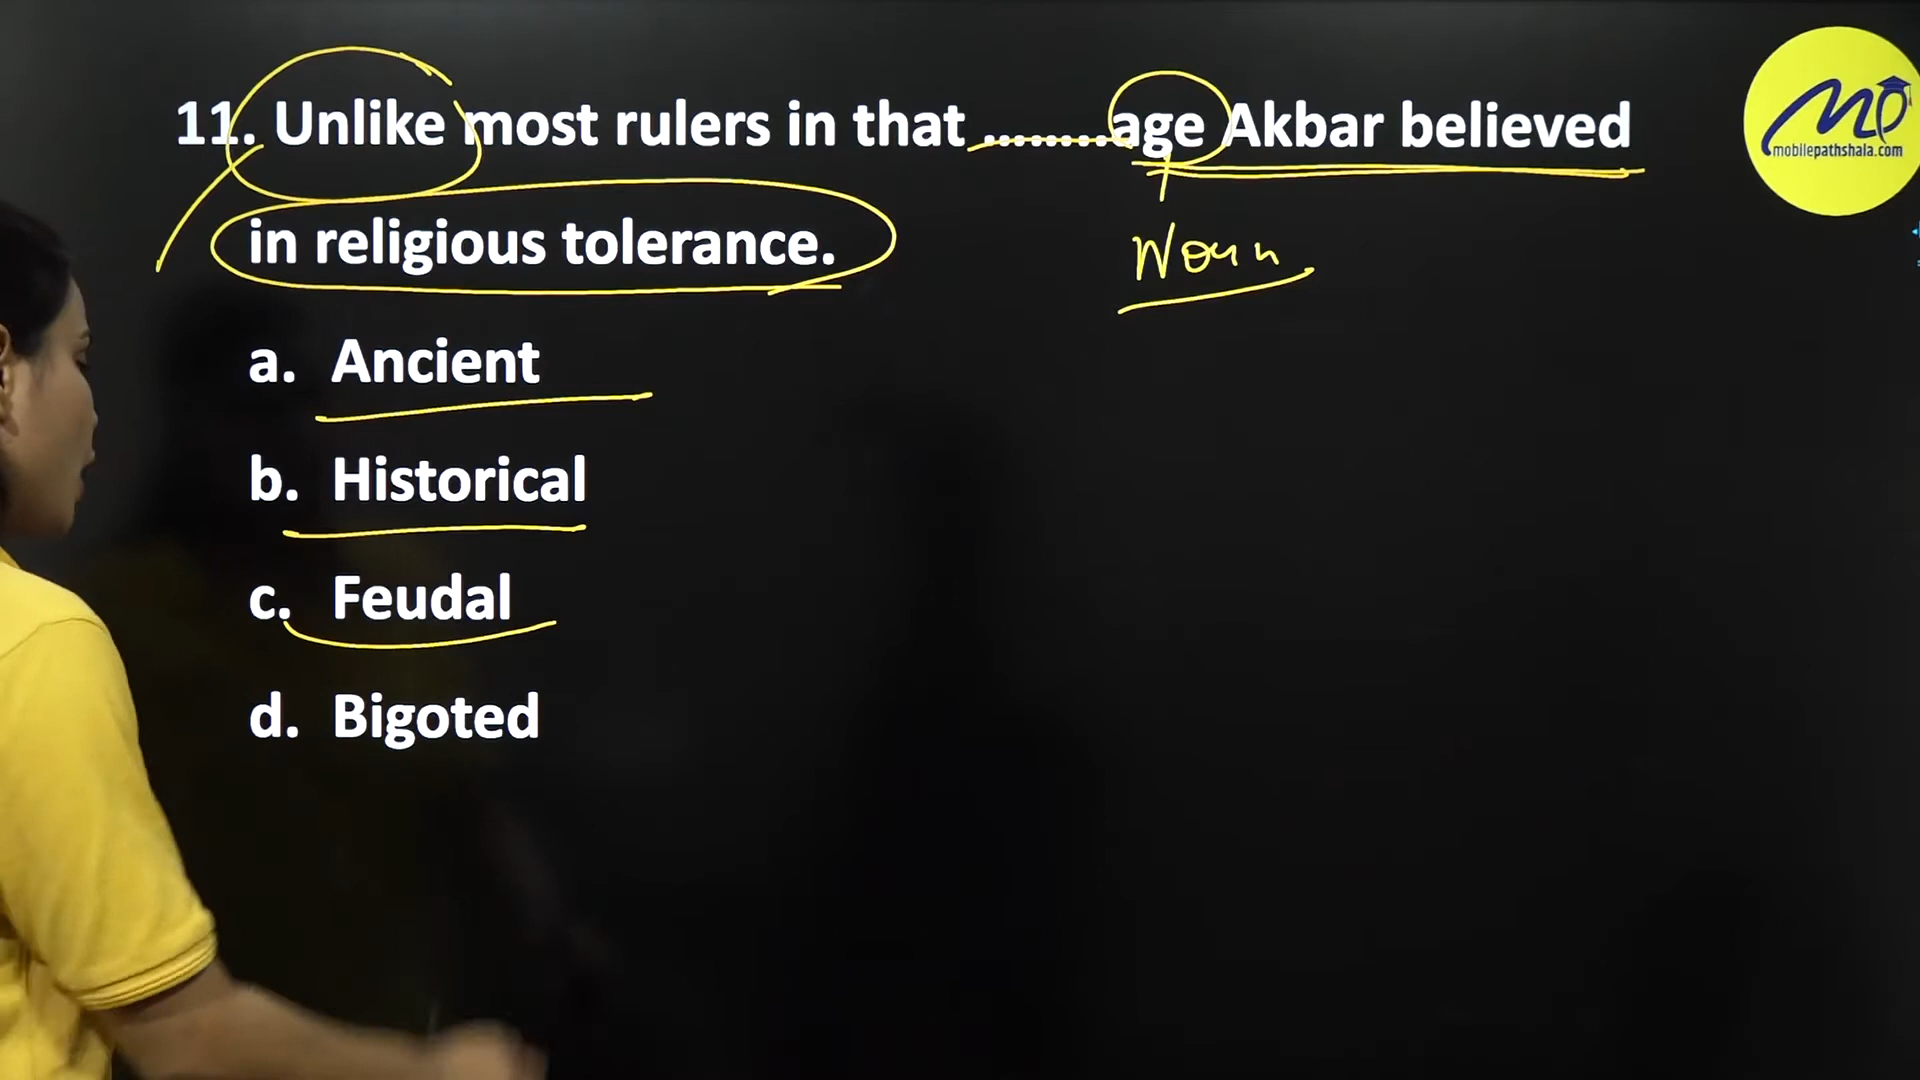 11. Unlike most rulers in that .........age Akbar believed
in religious tolerance.
Noun
a. Ancient
b. Historical
c. Feudal
d. Bigoted
MP
mobilepathshala.com